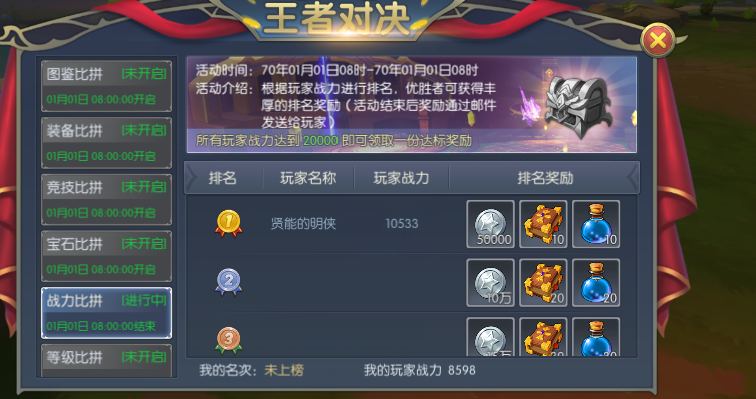 王者对决
图鉴比拼 [未开启]
01月01日 08:00:00开启
装备比拼 [未开启]
01月01日 08:00:00开启
竞技比拼 [未开启]
01月01日 08:00:00开启
宝石比拼 [未开启]
01月01日 08:00:00开启
战力比拼 [进行中]
01月01日 08:00:00结束
等级比拼 [未开启]
活动时间: 70年01月01日08时-70年01月01日08时
活动介绍: 根据玩家战力进行排名,优胜者可获得丰
厚的排名奖励(活动结束后奖励通过邮件
发送给玩家)
所有玩家战力达到 20000 即可领取一份达标奖励
排名 玩家名称 玩家战力 排名奖励
1 贤能的明侠 10533 50000 10 10
2 10万 20 20
3 30 30
我的名次: 未上榜 我的玩家战力 8598